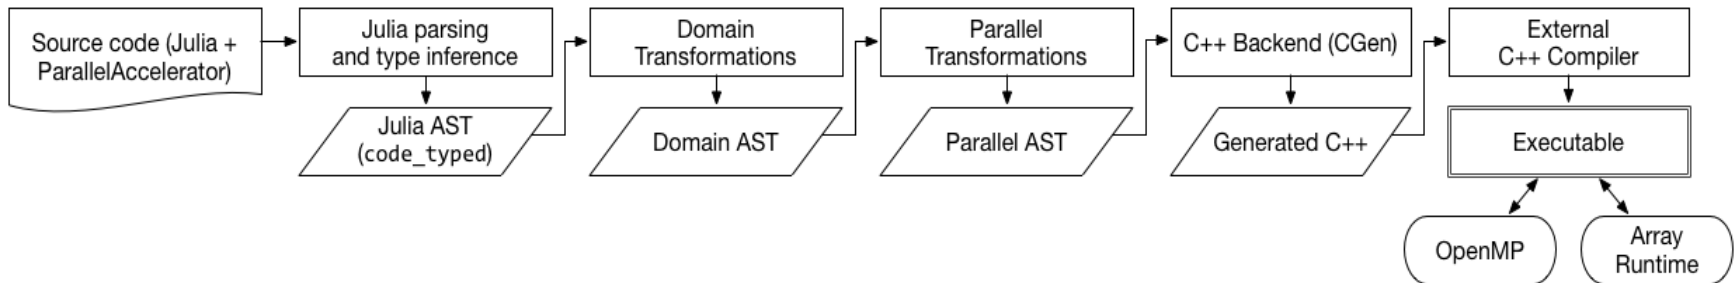 Source code (Julia +
ParallelAccelerator)
Julia parsing
and type inference
Julia AST
(code_typed)
Domain
Transformations
Domain AST
Parallel
Transformations
Parallel AST
C++ Backend (CGen)
Generated C++
External
C++ Compiler
Executable
OpenMP
Array
Runtime